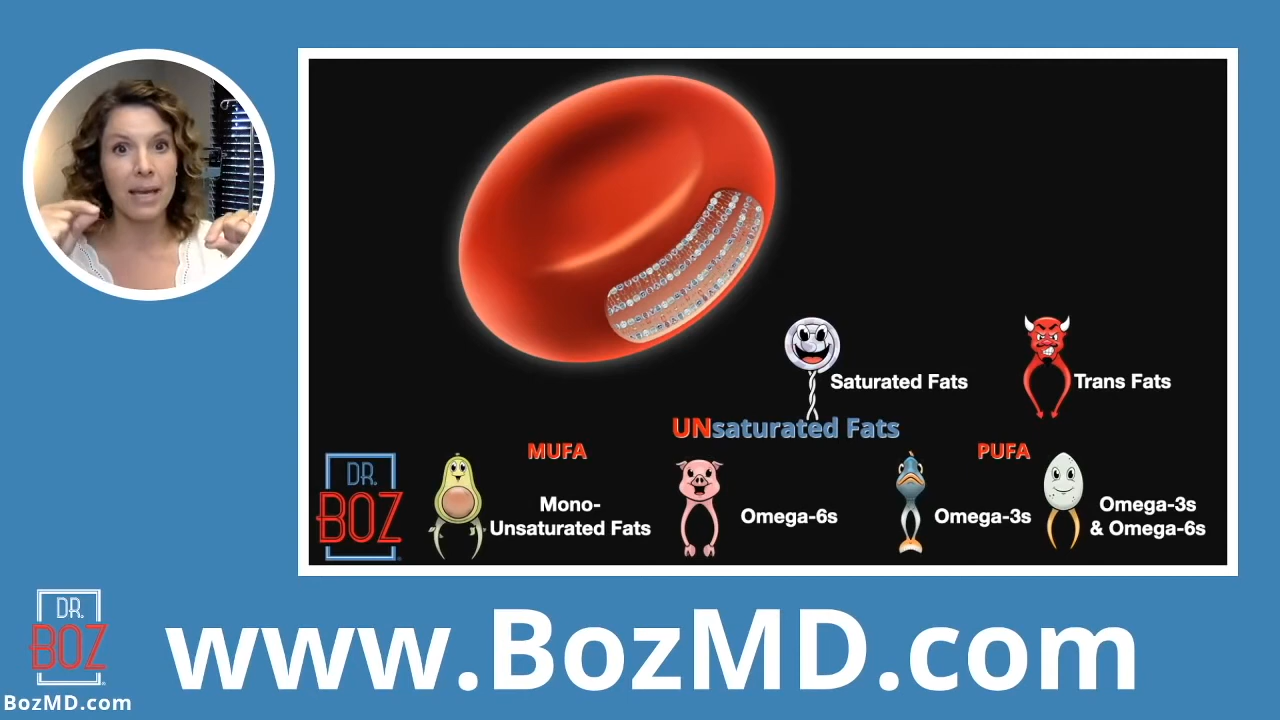 Saturated Fats
Trans Fats
UNsaturated Fats
MUFA
PUFA
DR.
BOZ
Mono-
Unsaturated Fats
Omega-6s
Omega-3s
Omega-3s
& Omega-6s
DR.
BOZ
BozMD.com
www.BozMD.com